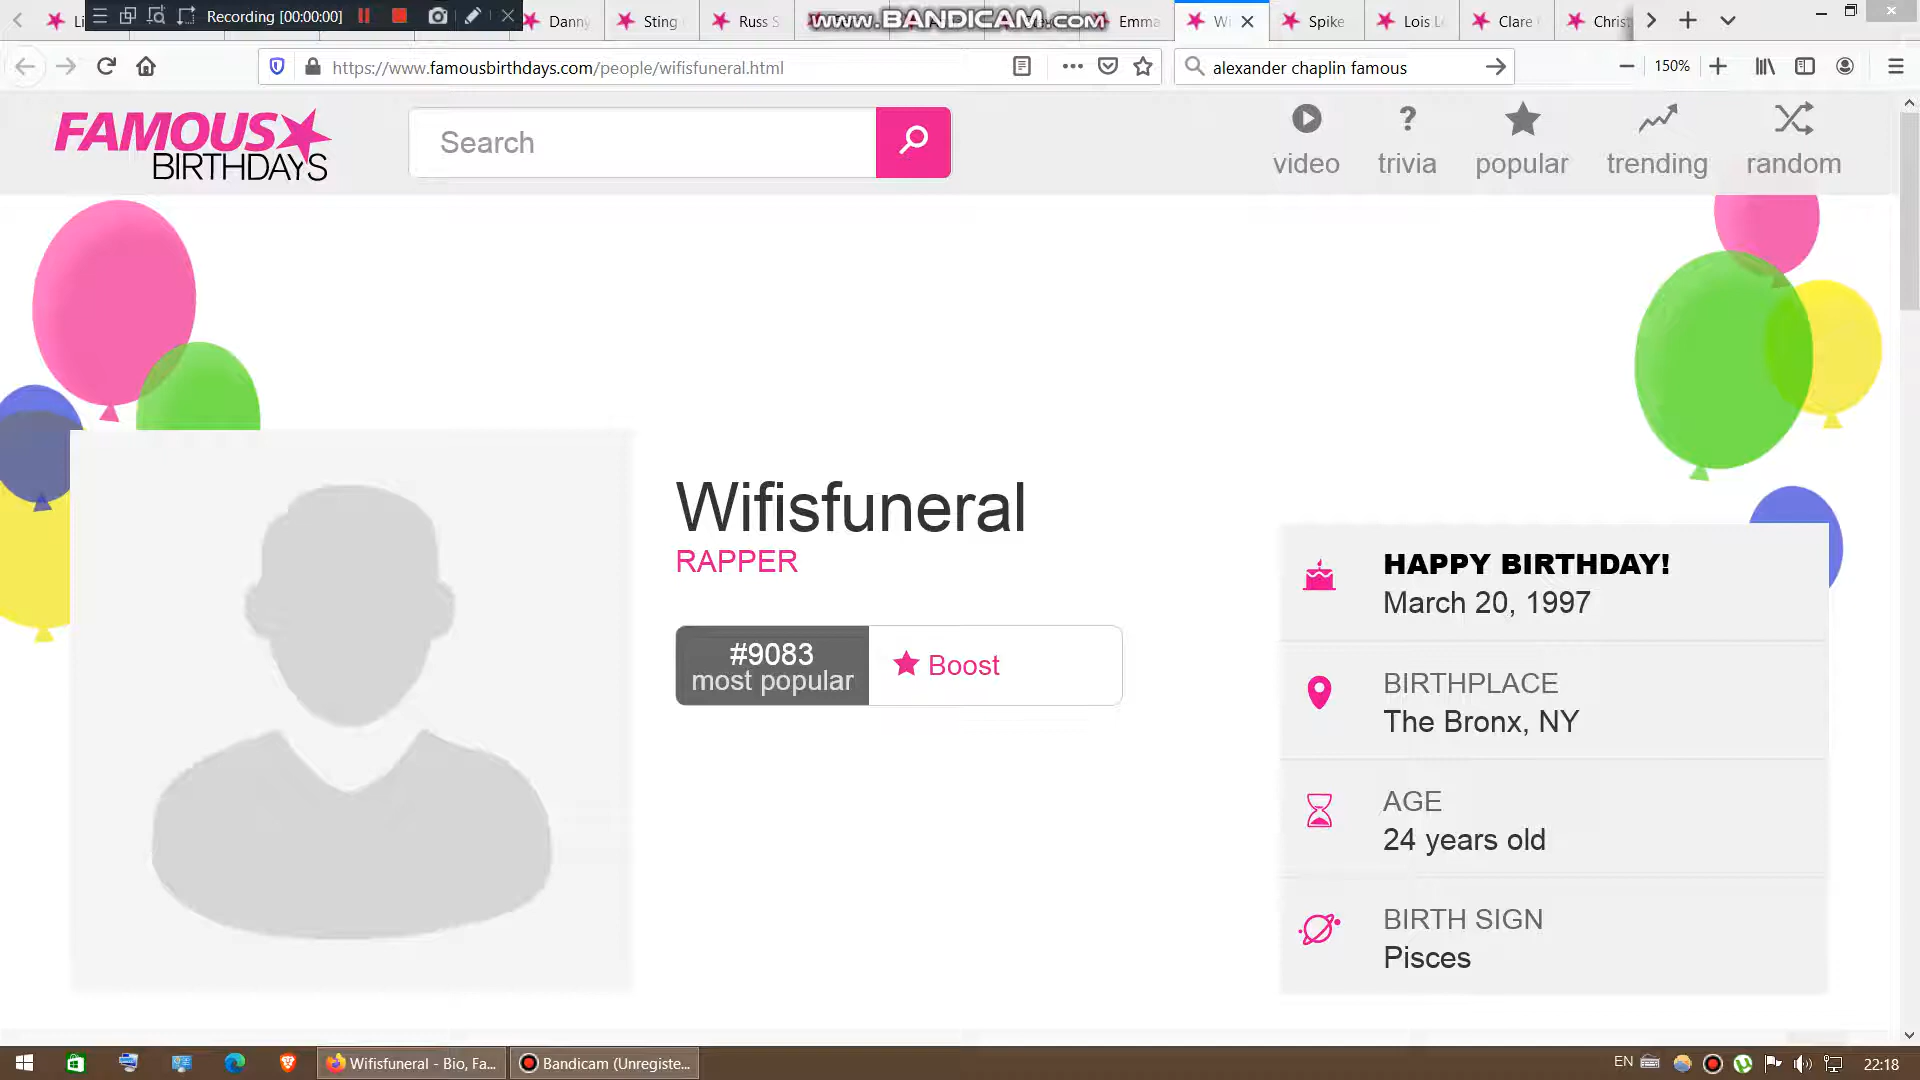 Recording [00:00:00]
www.BANDICAM.com
Danny
Sting
Russ S
Emma
Wi
Spike
Lois L
Clare
Christ
https://www.famousbirthdays.com/people/wifisfuneral.html
alexander chaplin famous
150%
FAMOUS
BIRTHDAYS
Search
video
trivia
popular
trending
random
Wifisfuneral
RAPPER
#9083
most popular
Boost
HAPPY BIRTHDAY!
March 20, 1997
BIRTHPLACE
The Bronx, NY
AGE
24 years old
BIRTH SIGN
Pisces
Wifisfuneral - Bio, Fa...
Bandicam (Unregiste...
EN
22:18